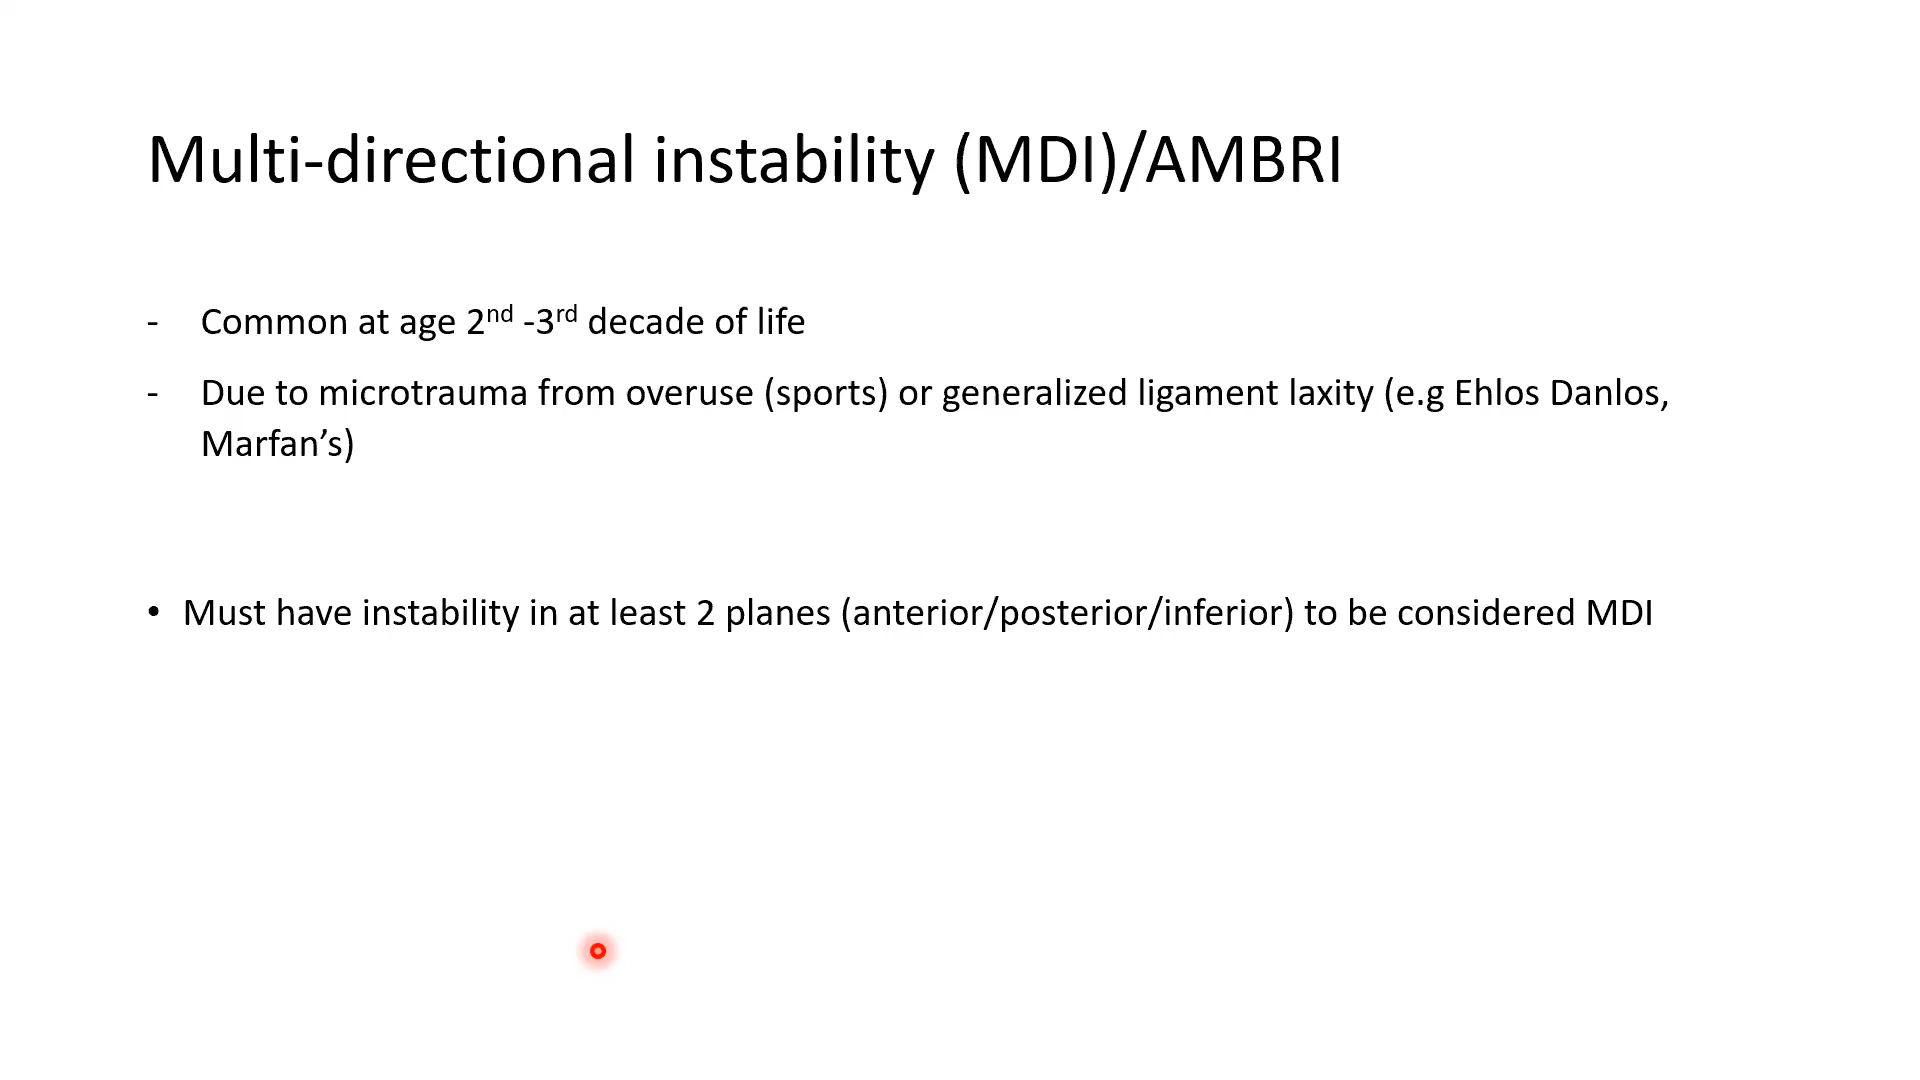 Multi-directional instability (MDI)/AMBRI
- Common at age 2nd -3rd decade of life
- Due to microtrauma from overuse (sports) or generalized ligament laxity (e.g Ehlos Danlos,
Marfan’s)
• Must have instability in at least 2 planes (anterior/posterior/inferior) to be considered MDI